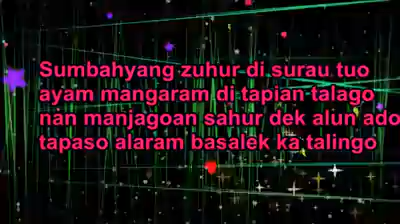 Sumbahyang zuhur di surau tuo
ayam mangaram di tapian talago
nan manjagoan sahur dek alun ado
tapaso alaram basalek ka talingo